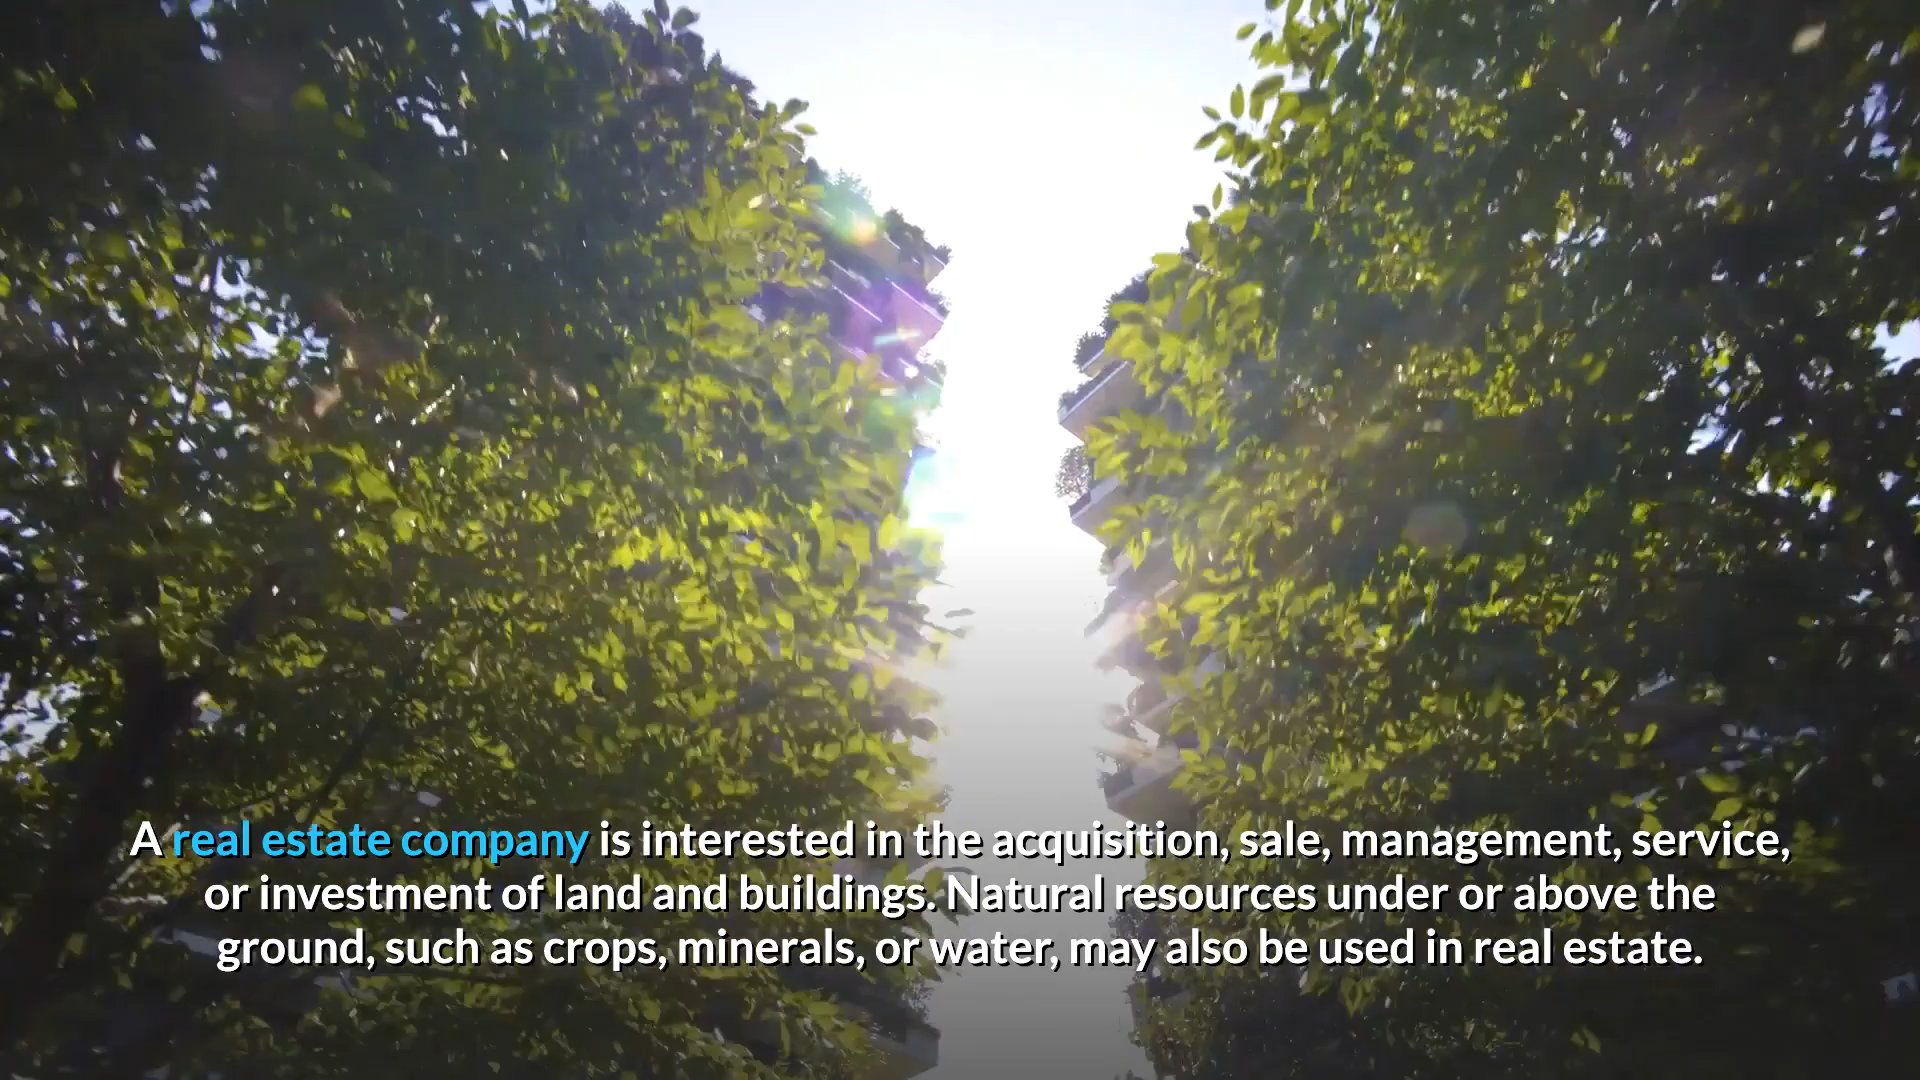 A real estate company is interested in the acquisition, sale, management, service,
or investment of land and buildings. Natural resources under or above the
ground, such as crops, minerals, or water, may also be used in real estate.